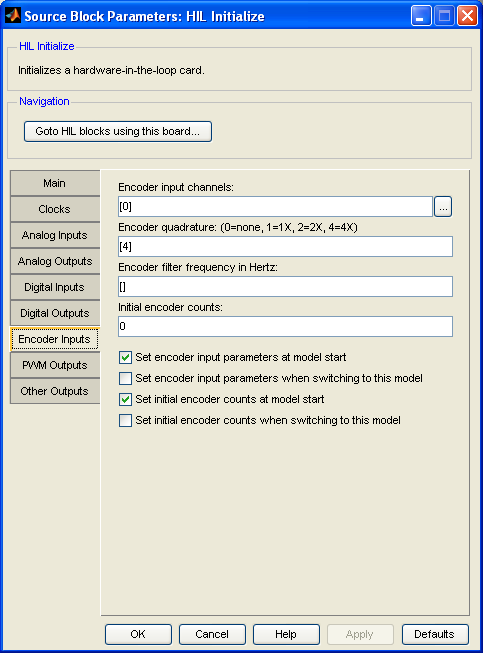 Source Block Parameters: HIL Initialize
HIL Initialize
Initializes a hardware-in-the-loop card.
Navigation
Goto HIL blocks using this board...
Main
Clocks
Analog Inputs
Analog Outputs
Digital Inputs
Digital Outputs
Encoder Inputs
PWM Outputs
Other Outputs
Encoder input channels:
[0]
...
Encoder quadrature: (0=none, 1=1X, 2=2X, 4=4X)
[4]
Encoder filter frequency in Hertz:
[]
Initial encoder counts:
0
Set encoder input parameters at model start
Set encoder input parameters when switching to this model
Set initial encoder counts at model start
Set initial encoder counts when switching to this model
OK
Cancel
Help
Apply
Defaults